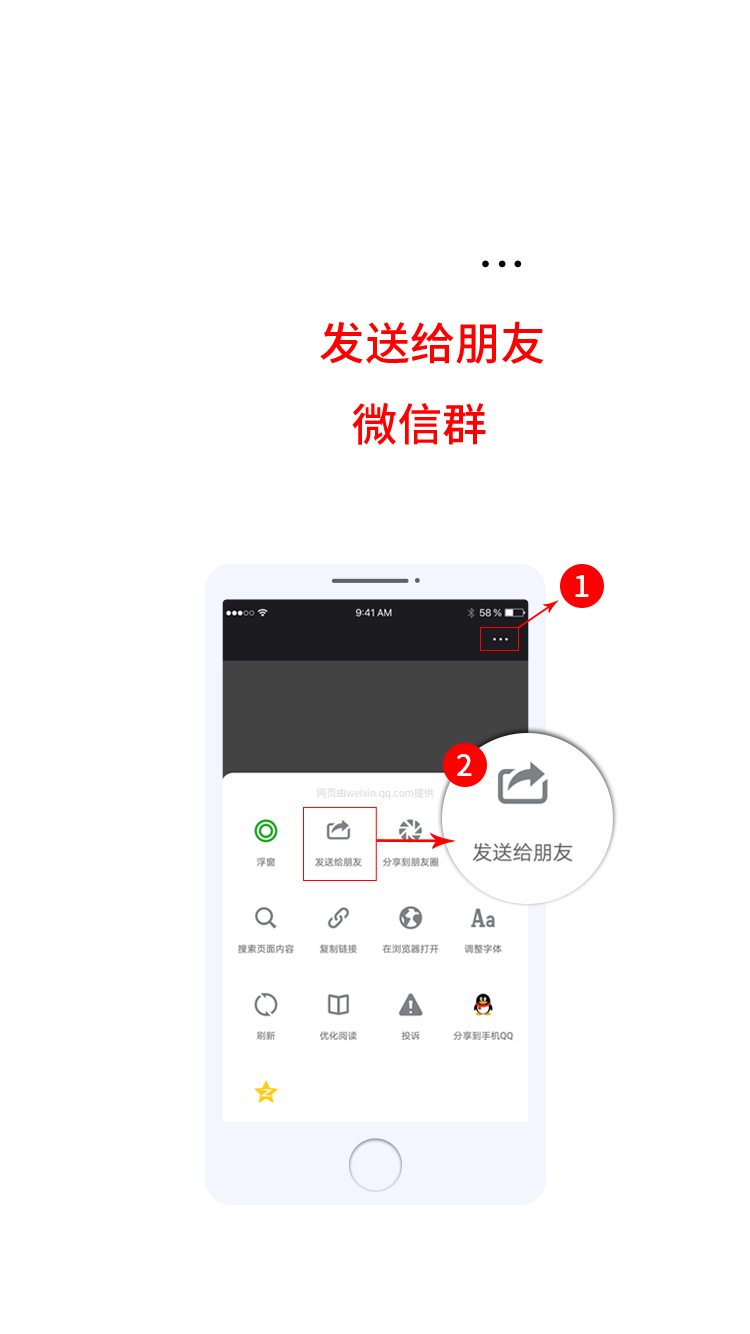 ...
发送给朋友
微信群
9:41 AM
58 %
1
...
2
网页由weixin.qq.com提供
发送给朋友
浮窗
发送给朋友
分享到朋友圈
Aa
搜索页面内容
复制链接
在浏览器打开
调整字体
刷新
优化阅读
投诉
分享到手机QQ